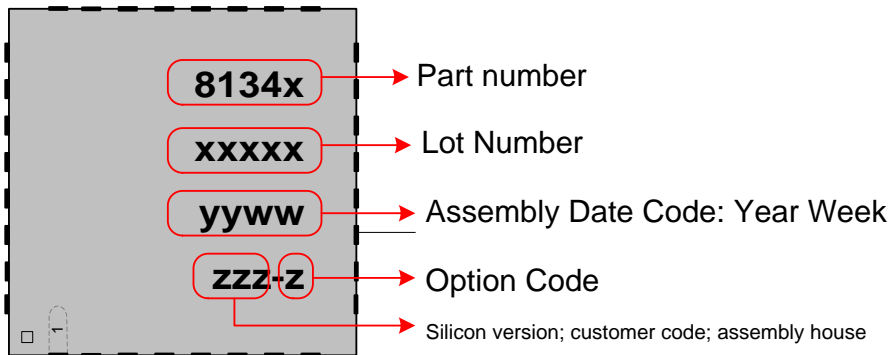 8134x Part number
xxxxx Lot Number
yyww Assembly Date Code: Year Week
zzz-z Option Code
Silicon version; customer code; assembly house
1